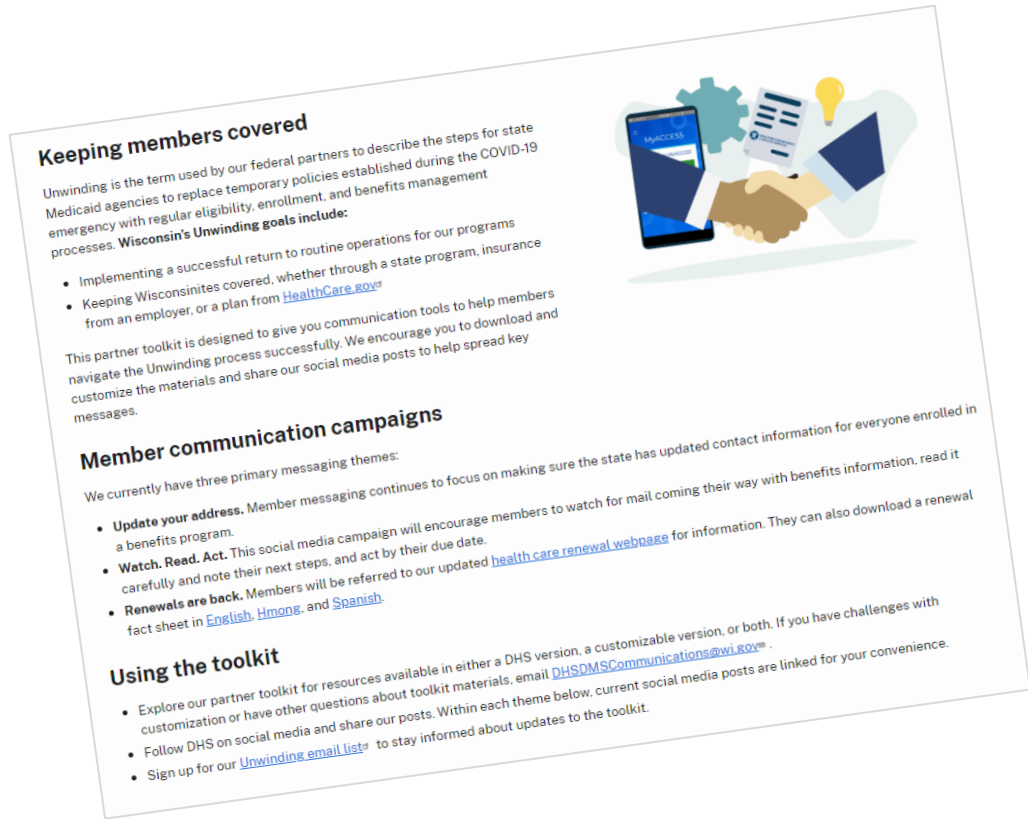 Keeping members covered
Unwinding is the term used by our federal partners to describe the steps for state
Medicaid agencies to replace temporary policies established during the COVID-19
emergency with regular eligibility, enrollment, and benefits management
processes. Wisconsin's Unwinding goals include:
• Implementing a successful return to routine operations for our programs
• Keeping Wisconsinites covered, whether through a state program, insurance
from an employer, or a plan from HealthCare.gov
This partner toolkit is designed to give you communication tools to help members
navigate the Unwinding process successfully. We encourage you to download and
customize the materials and share our social media posts to help spread key
messages.
MyACCESS
Member communication campaigns
We currently have three primary messaging themes:
• Update your address. Member messaging continues to focus on making sure the state has updated contact information for everyone enrolled in
a benefits program.
• Watch. Read. Act. This social media campaign will encourage members to watch for mail coming their way with benefits information, read it
carefully and note their next steps, and act by their due date.
• Renewals are back. Members will be referred to our updated health care renewal webpage for information. They can also download a renewal
fact sheet in English, Hmong, and Spanish.
Using the toolkit
• Explore our partner toolkit for resources available in either a DHS version, a customizable version, or both. If you have challenges with
customization or have other questions about toolkit materials, email DHSDMSCommunications@wi.gov .
• Follow DHS on social media and share our posts. Within each theme below, current social media posts are linked for your convenience.
• Sign up for our Unwinding email list to stay informed about updates to the toolkit.